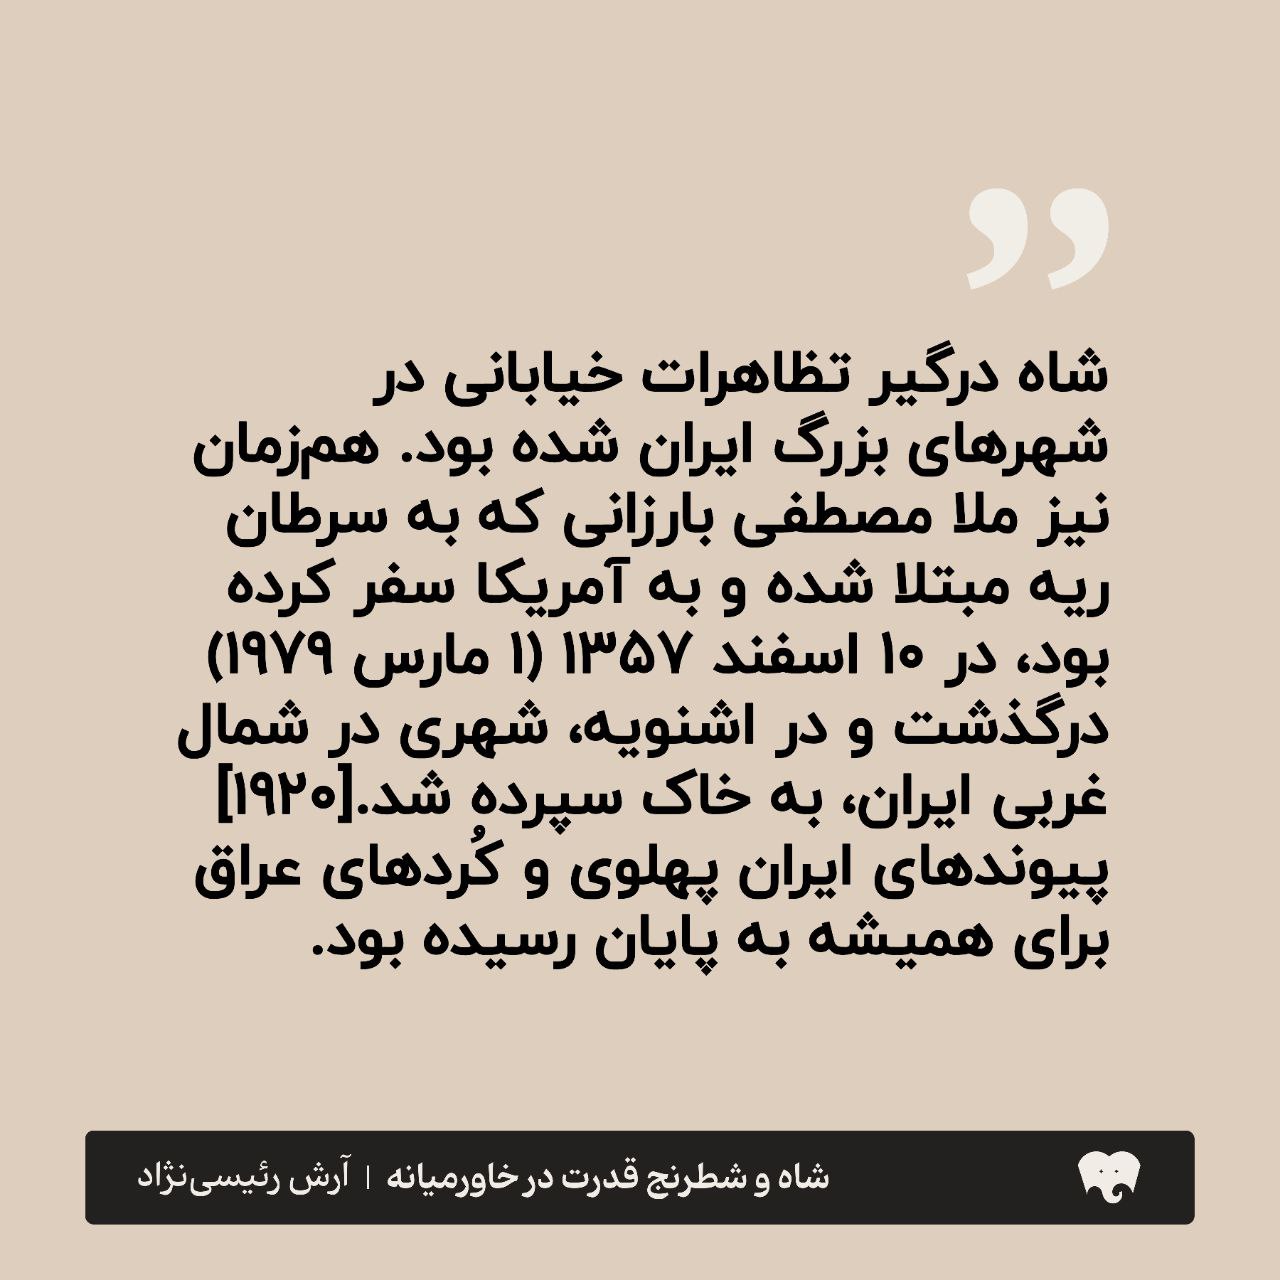 ”
شاه درگیر تظاهرات خیابانی در
شهرهای بزرگ ایران شده بود. هم‌زمان
نیز ملا مصطفی بارزانی که به سرطان
ریه مبتلا شده و به آمریکا سفر کرده
بود، در ۱۰ اسفند ۱۳۵۷ (۱ مارس ۱۹۷۹)
درگذشت و در اشنویه، شهری در شمال
غربی ایران، به خاک سپرده شد.[۱۹۲۰]
پیوندهای ایران پهلوی و کُردهای عراق
برای همیشه به پایان رسیده بود.
شاه و شطرنج قدرت در خاورمیانه | آرش رئیسی‌نژاد